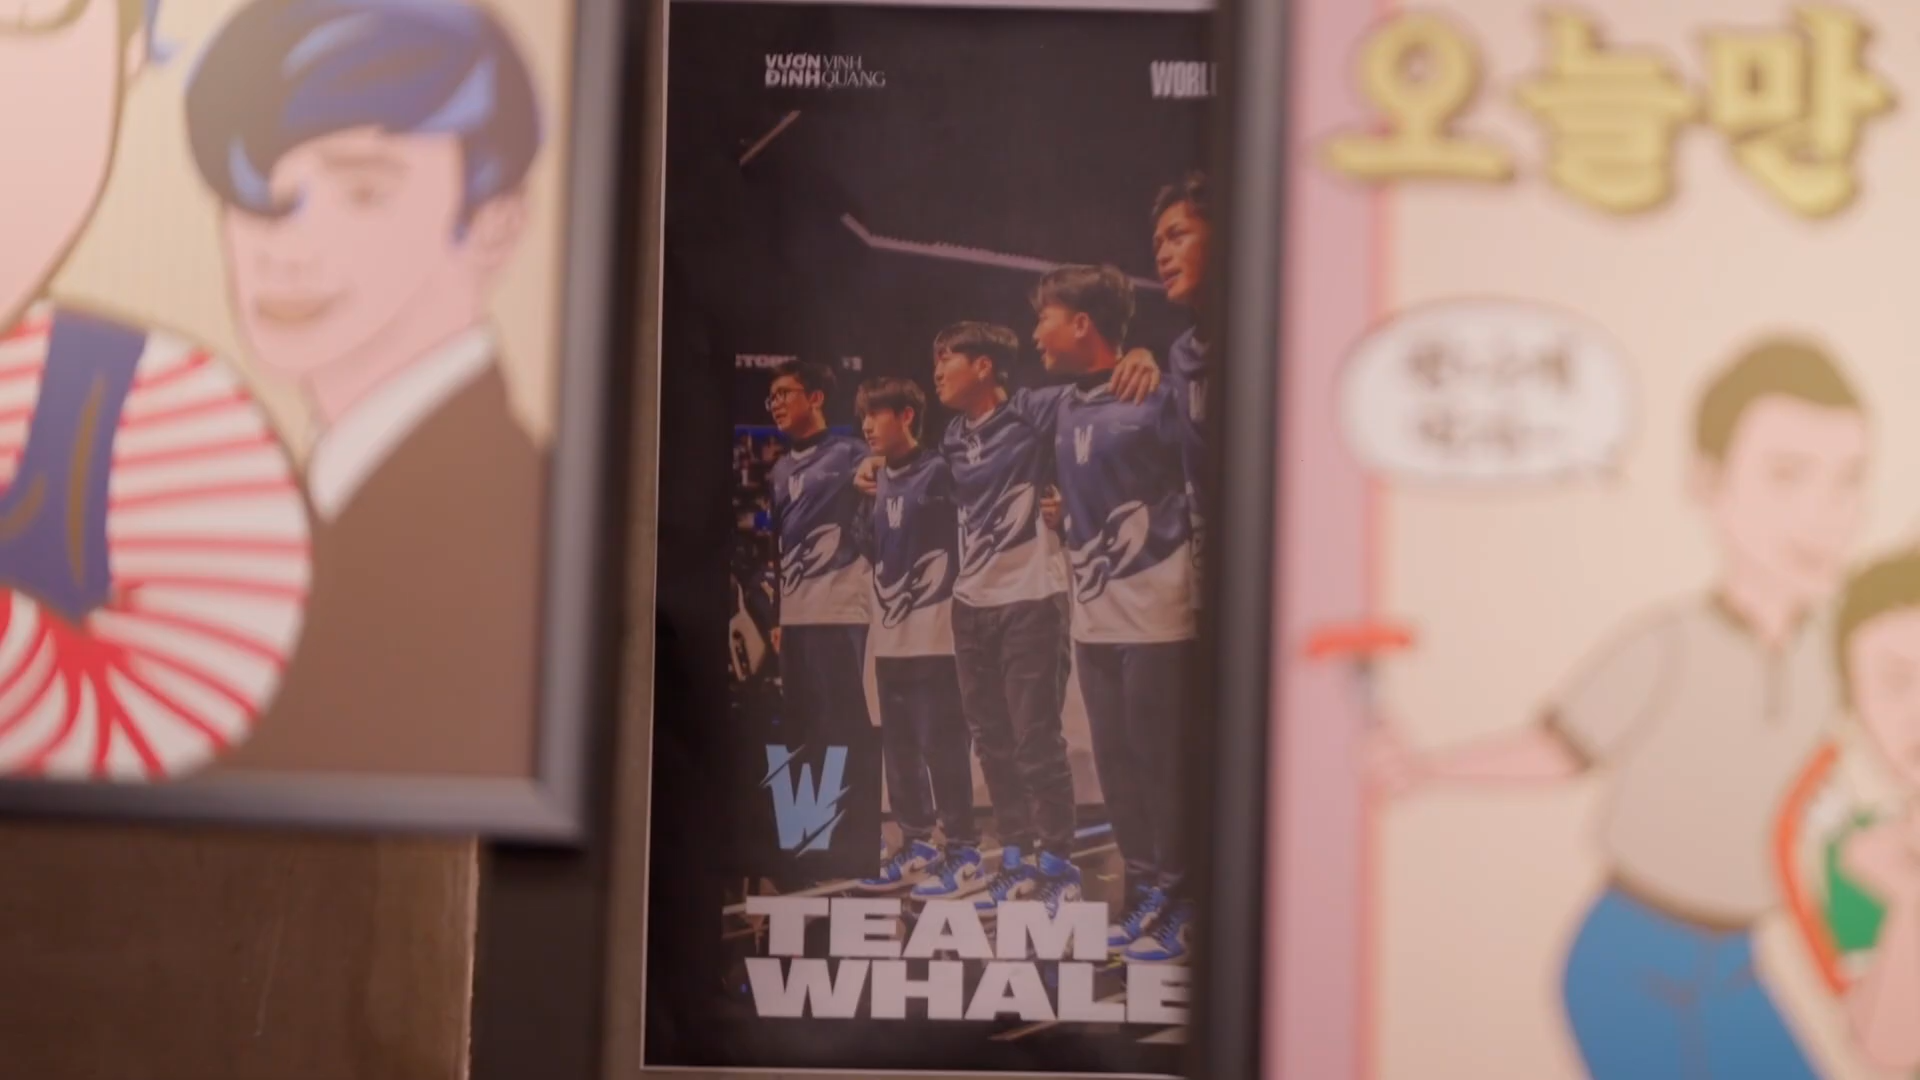 VƯƠN VINH
ĐỈNH QUANG
WORL
오늘만
W
TEAM
WHALE